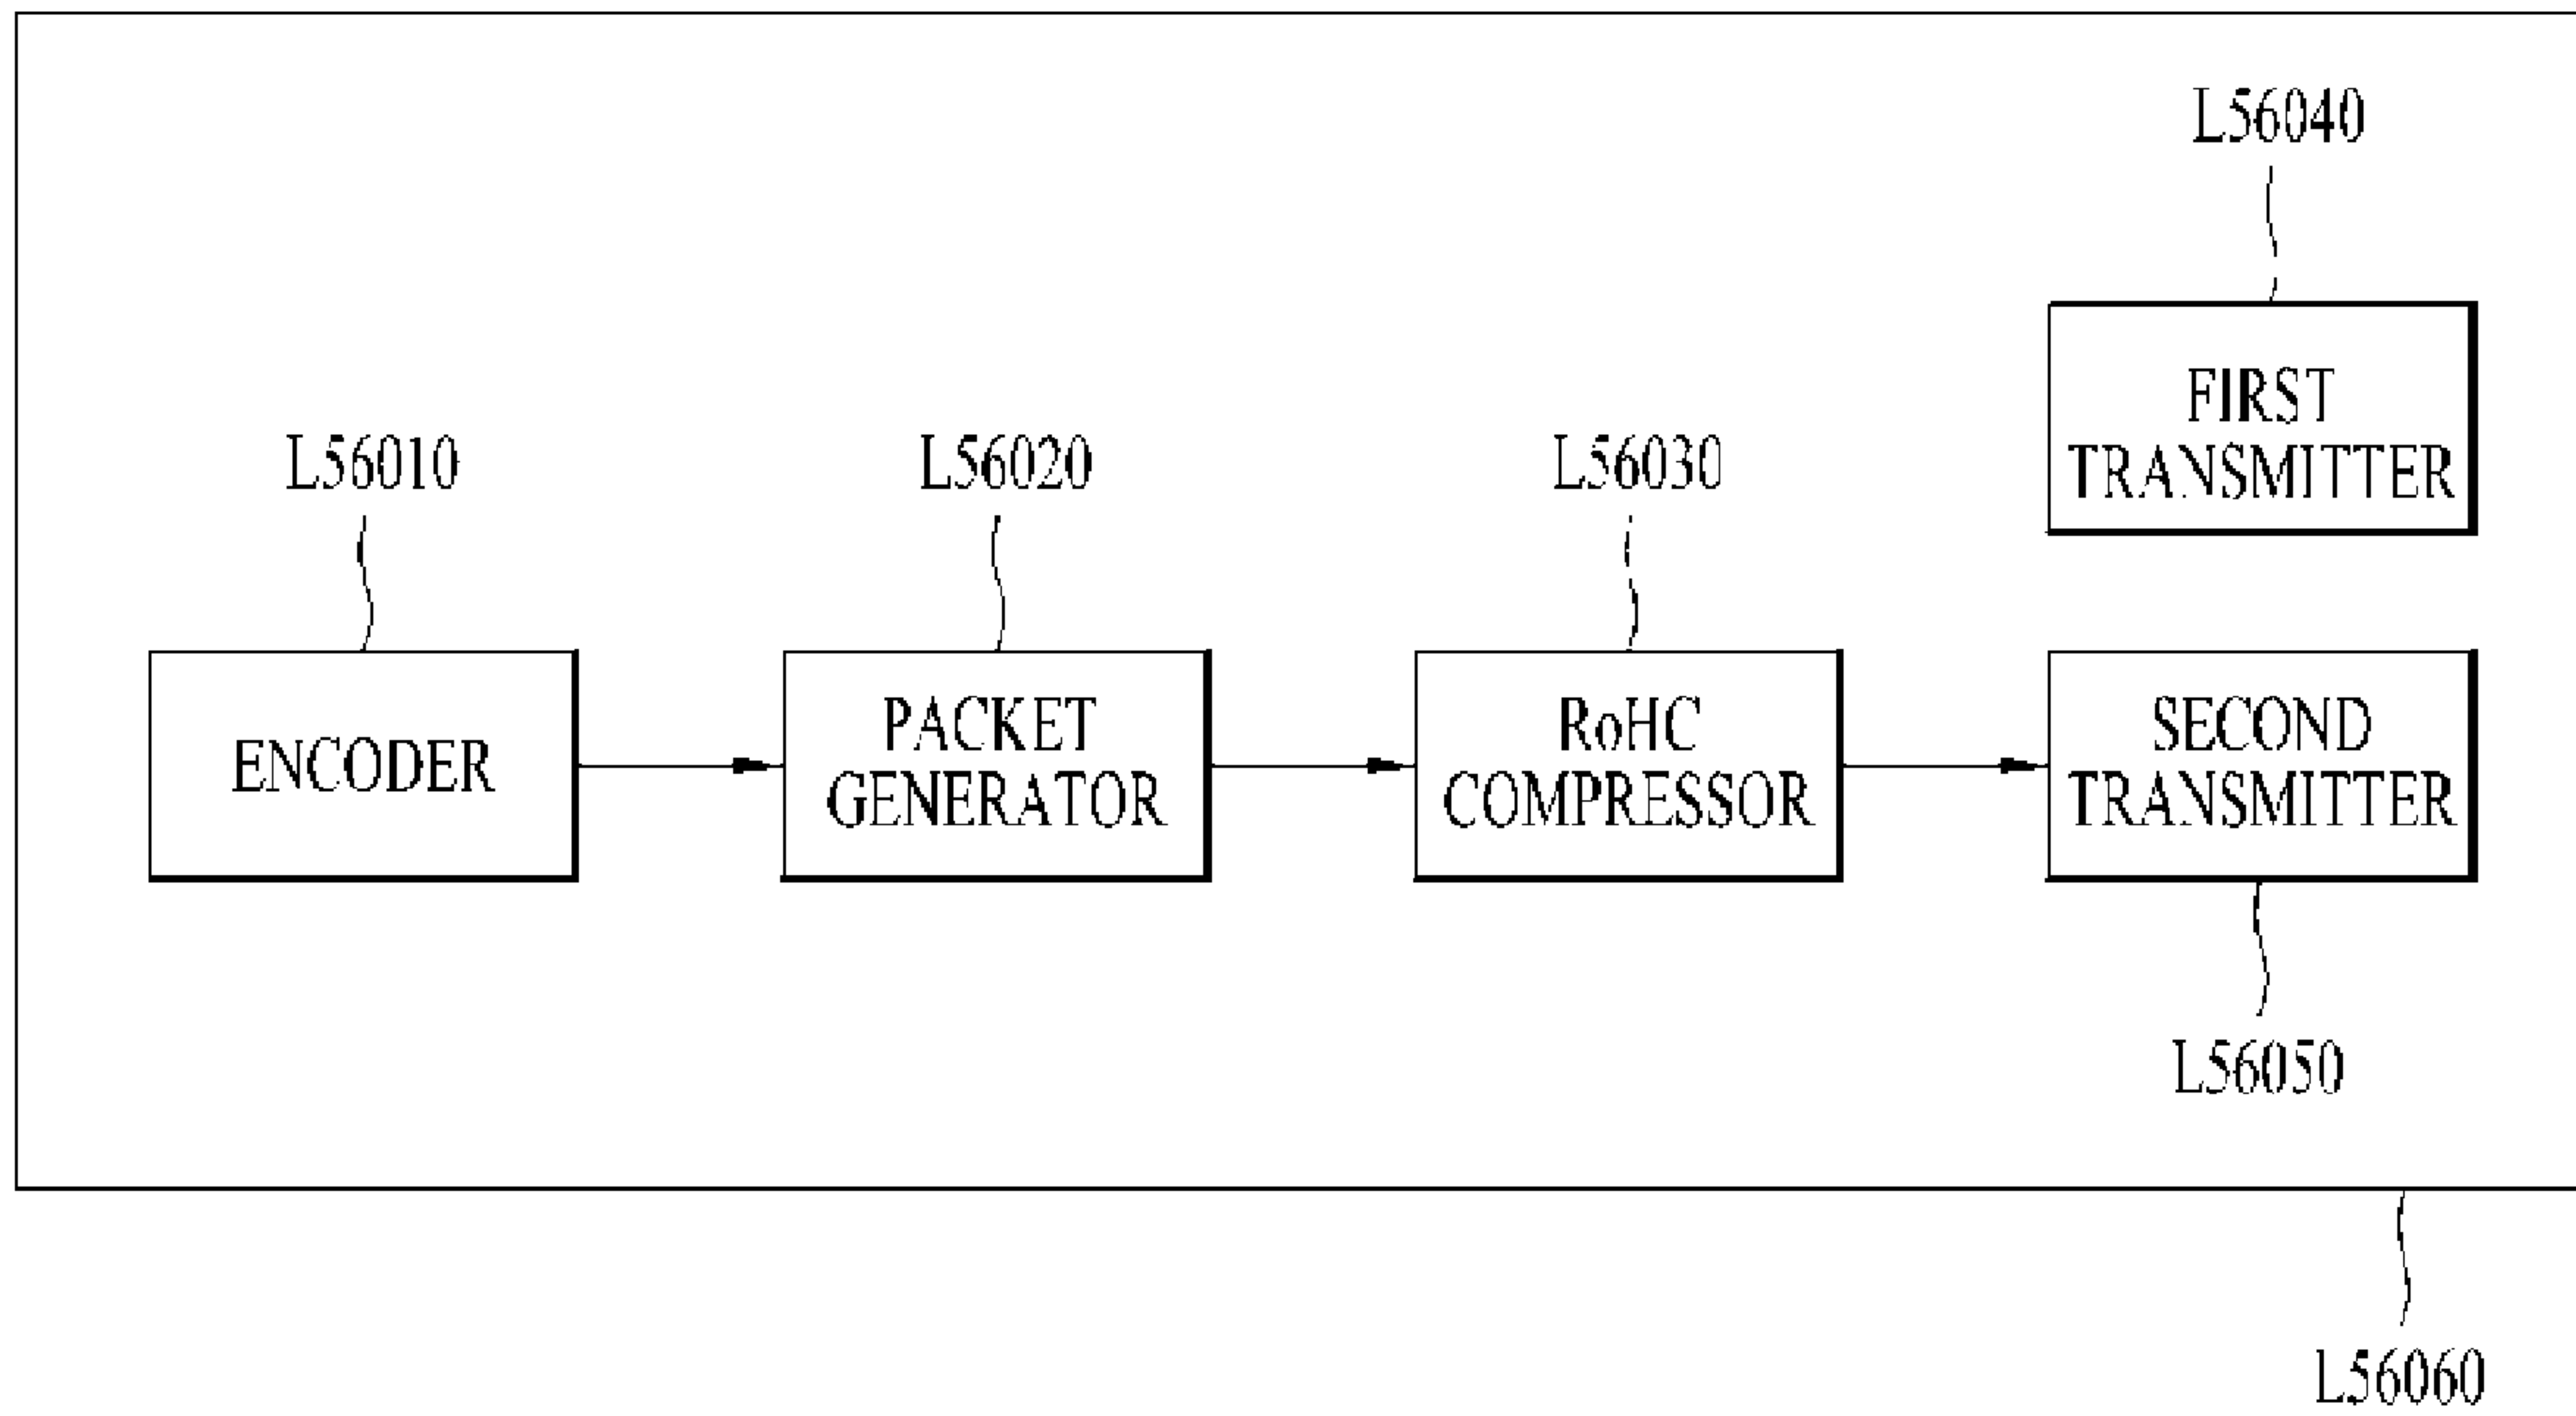 L56040
FIRST
TRANSMITTER
L56010
L56020
L56030
ENCODER
PACKET
GENERATOR
RoHC
COMPRESSOR
SECOND
TRANSMITTER
L56050
L56060